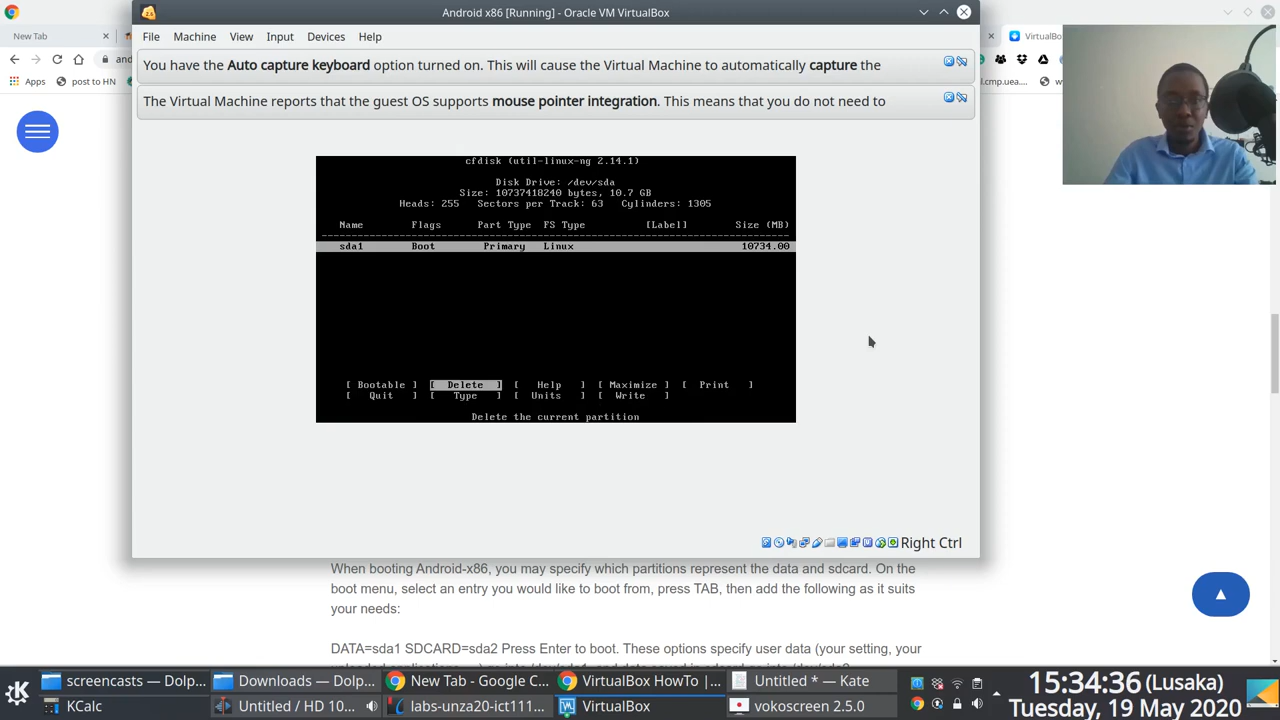 Android x86 [Running] - Oracle VM VirtualBox
New Tab
VirtualBo
Apps
post to HN
l.cmp.uea.
File Machine View Input Devices Help
You have the Auto capture keyboard option turned on. This will cause the Virtual Machine to automatically capture the
The Virtual Machine reports that the guest OS supports mouse pointer integration. This means that you do not need to
cfdisk (util-linux-ng 2.14.1)
Disk Drive: /dev/sda
Size: 10737418240 bytes, 10.7 GB
Heads: 255 Sectors per Track: 63 Cylinders: 1305
Name Flags Part Type FS Type [Label] Size (MB)
sda1 Boot Primary Linux 10734.00
[ Bootable ] [ Delete ] [ Help ] [ Maximize ] [ Print ]
[ Quit ] [ Type ] [ Units ] [ Write ]
Delete the current partition
Right Ctrl
When booting Android-x86, you may specify which partitions represent the data and sdcard. On the
boot menu, select an entry you would like to boot from, press TAB, then add the following as it suits
your needs:
DATA=sda1 SDCARD=sda2 Press Enter to boot. These options specify user data (your setting, your
screencasts — Dolp...
Downloads — Dolph...
New Tab - Google C...
VirtualBox HowTo | ...
Untitled * — Kate
15:34:36 (Lusaka)
KCalc
Untitled / HD 10...
labs-unza20-ict111...
VirtualBox
vokoscreen 2.5.0
Tuesday, 19 May 2020